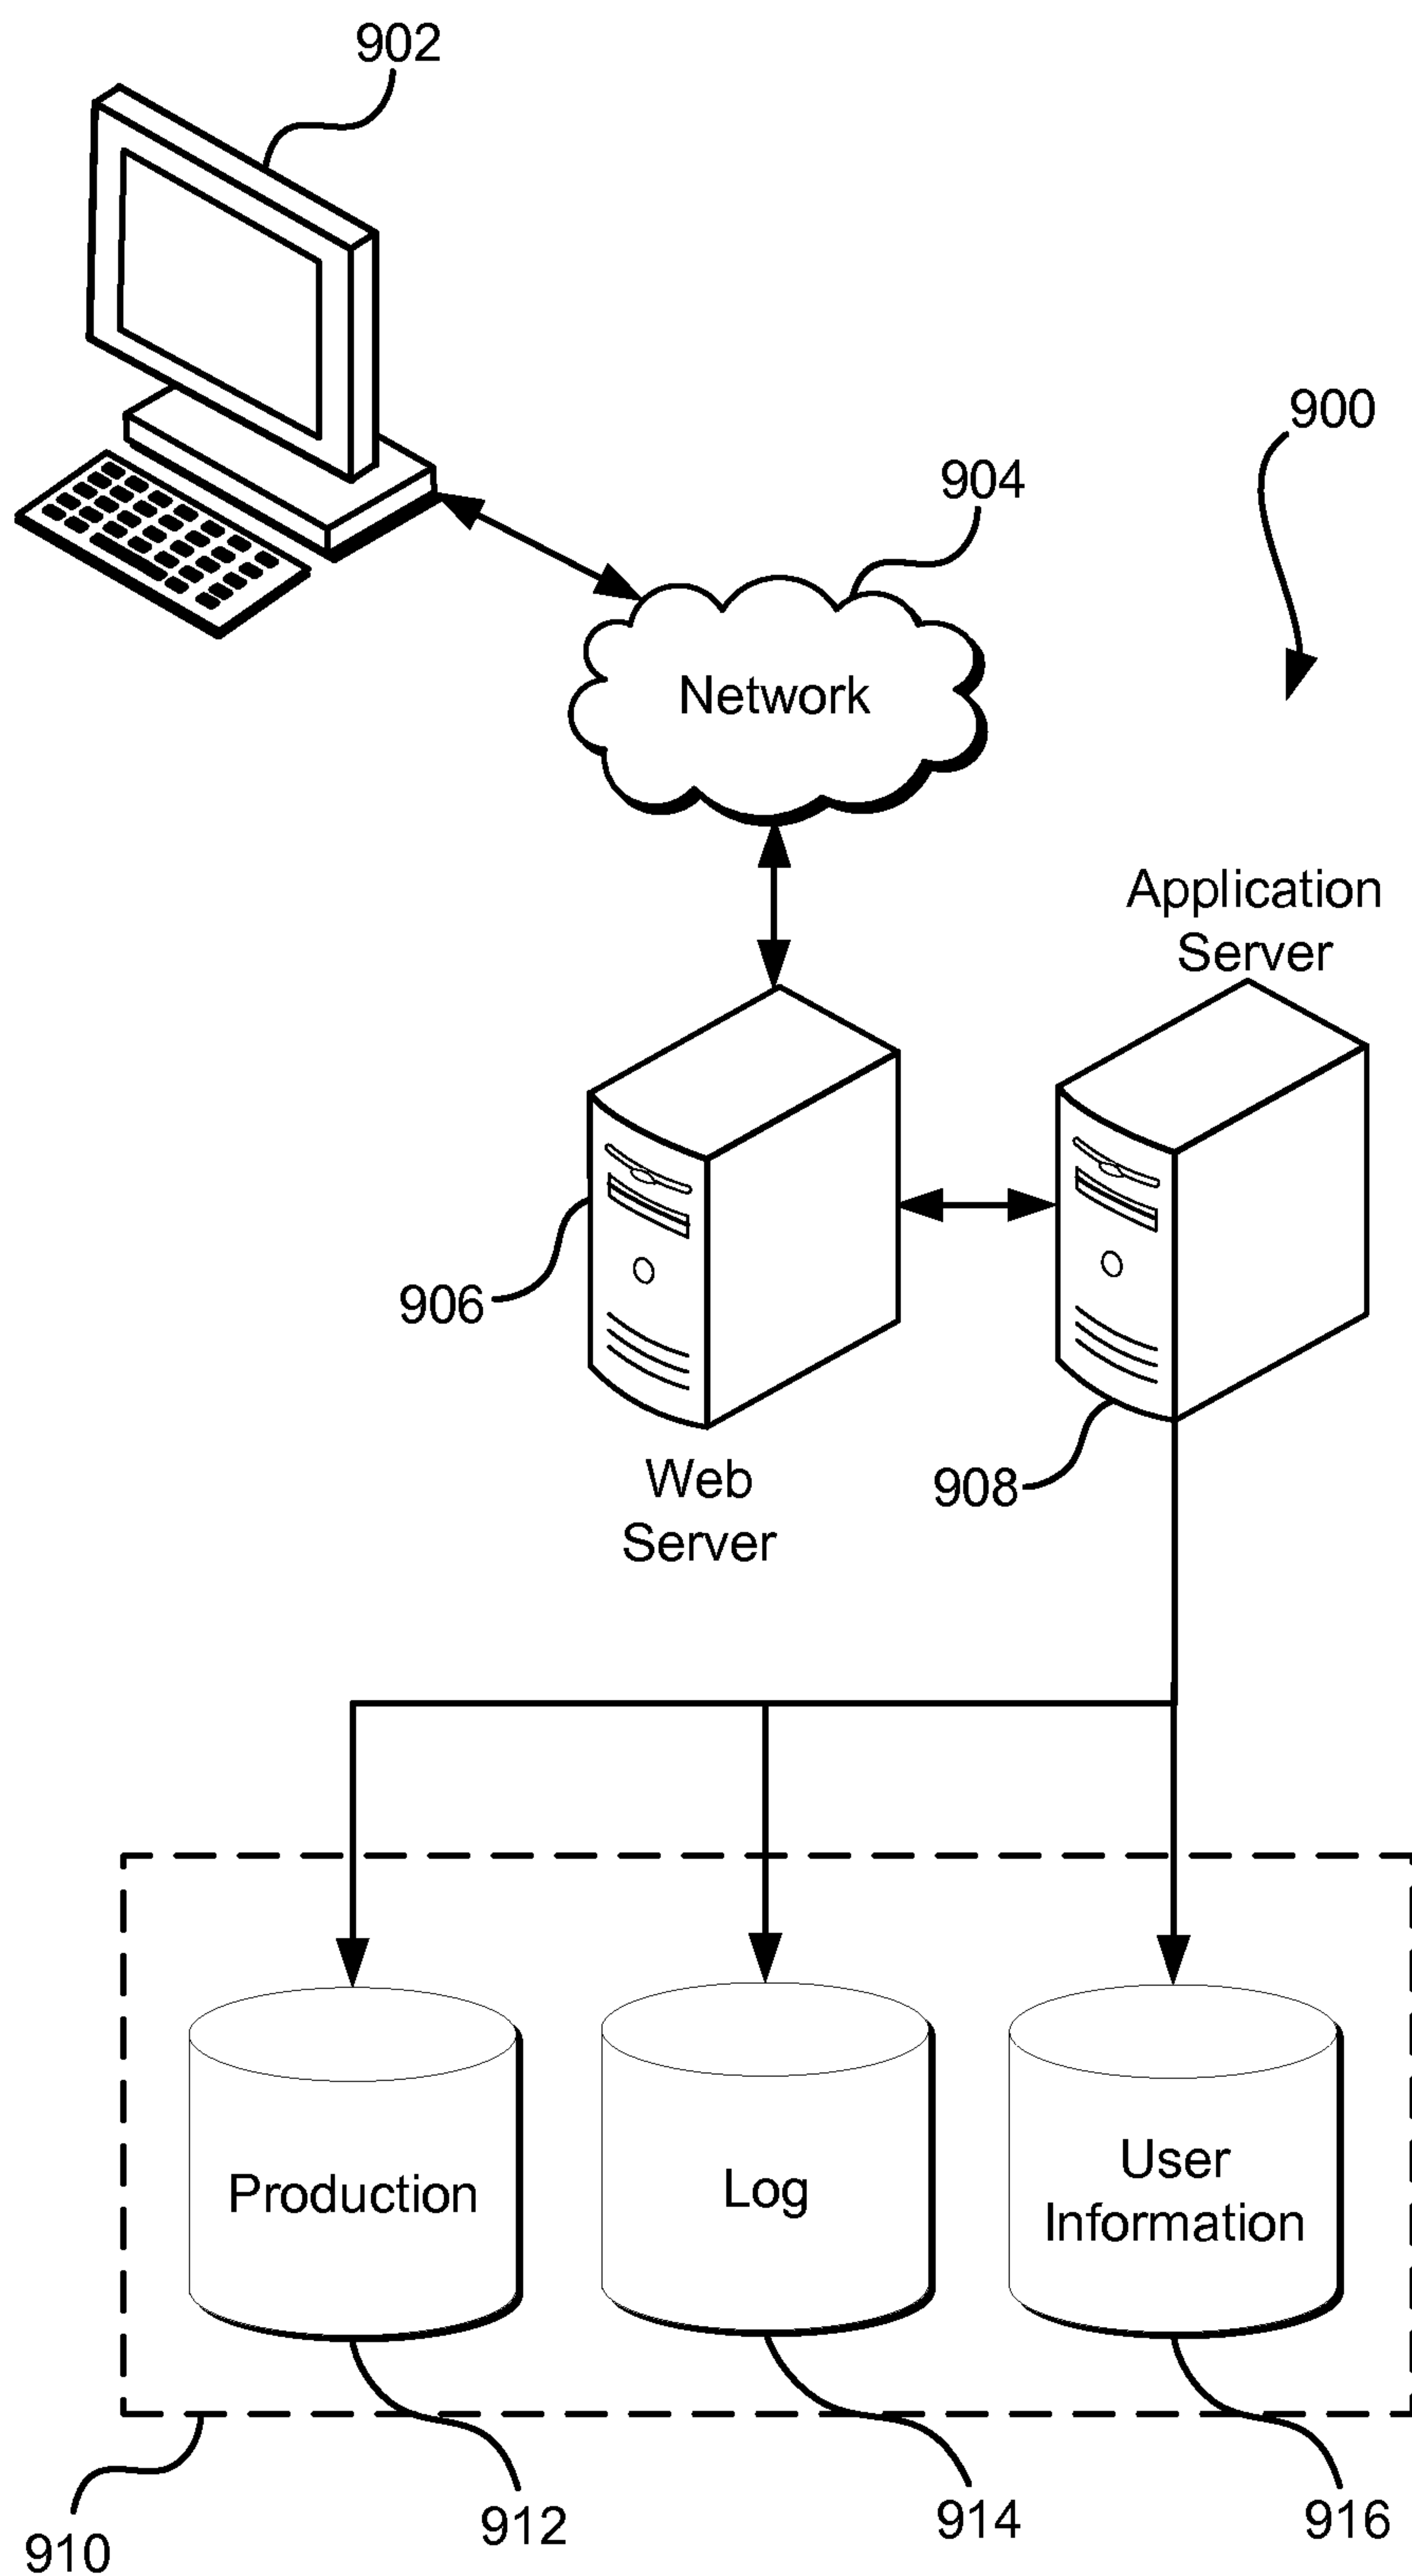 902
900
904
Network
Application
Server
906
Web
Server
908
Production
Log
User
Information
910
912
914
916